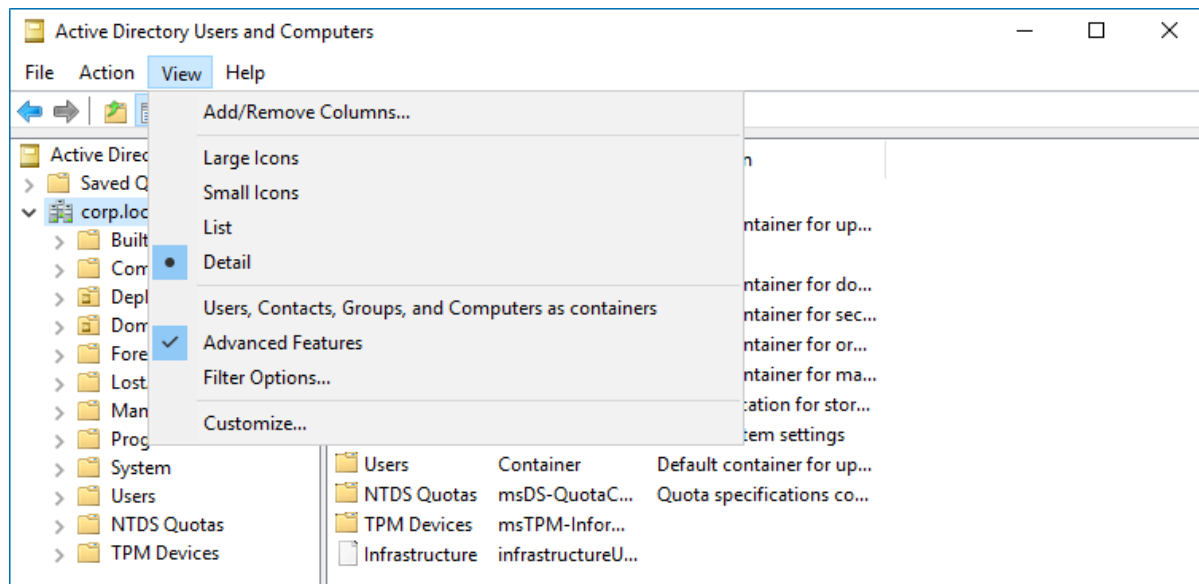 Active Directory Users and Computers
File Action View Help
Add/Remove Columns...
Large Icons
Small Icons
List
Detail
Users, Contacts, Groups, and Computers as containers
Advanced Features
Filter Options...
Customize...
Active Direc
Saved Q
corp.loc
Built
Com
Depl
Dom
Fore
Lost
Man
Prog
System
Users
NTDS Quotas
TPM Devices
n
ntainer for up...
ntainer for do...
ntainer for sec...
ntainer for or...
ntainer for ma...
cation for stor...
tem settings
Users Container Default container for up...
NTDS Quotas msDS-QuotaC... Quota specifications co...
TPM Devices msTPM-Infor...
Infrastructure infrastructureU...